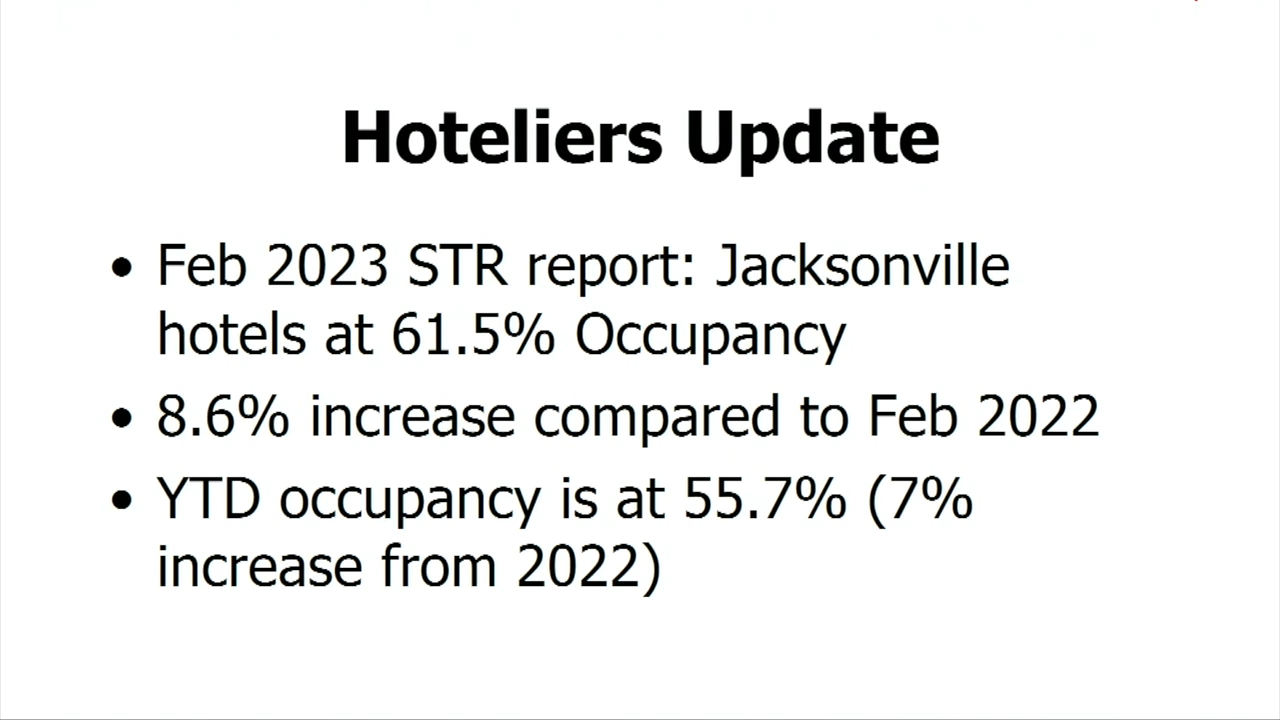 Hoteliers Update
• Feb 2023 STR report: Jacksonville
hotels at 61.5% Occupancy
• 8.6% increase compared to Feb 2022
• YTD occupancy is at 55.7% (7%
increase from 2022)